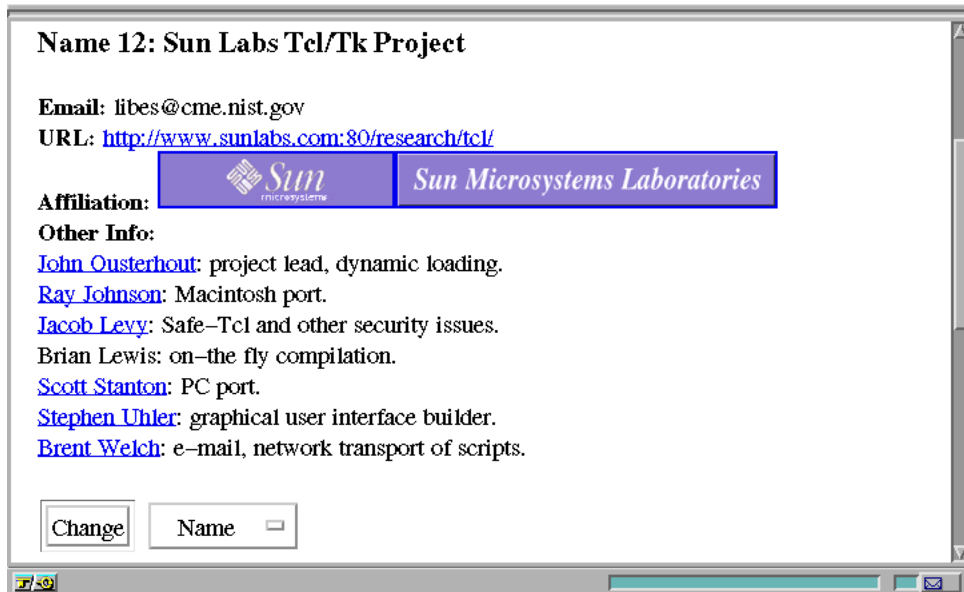 Name 12: Sun Labs Tcl/Tk Project
Email: libes@cme.nist.gov
URL: http://www.sunlabs.com:80/research/tcl/
Affiliation: Sun microsystems Sun Microsystems Laboratories
Other Info:
John Ousterhout: project lead, dynamic loading.
Ray Johnson: Macintosh port.
Jacob Levy: Safe-Tcl and other security issues.
Brian Lewis: on-the fly compilation.
Scott Stanton: PC port.
Stephen Uhler: graphical user interface builder.
Brent Welch: e-mail, network transport of scripts.
Change Name